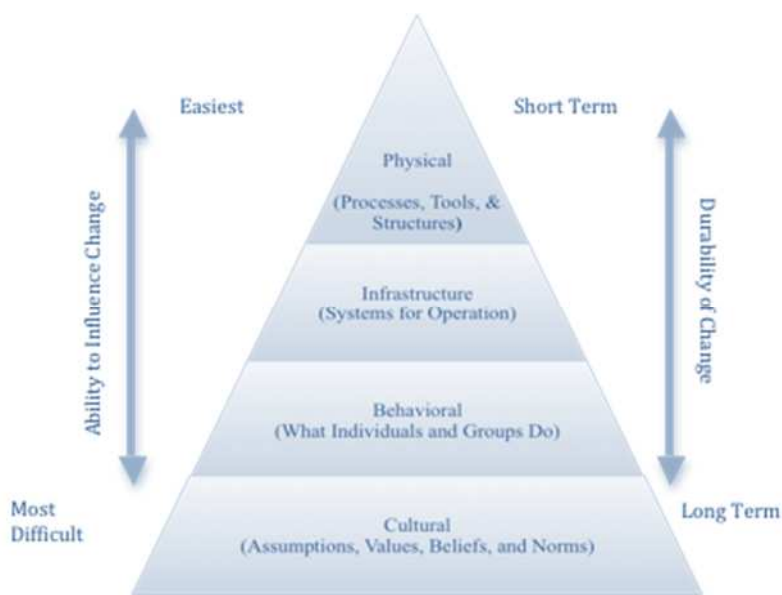 Easiest
Short Term
Physical
(Processes, Tools, &
Structures)
Ability to Influence Change
Durability of Change
Infrastructure
(Systems for Operation)
Behavioral
(What Individuals and Groups Do)
Most
Difficult
Long Term
Cultural
(Assumptions, Values, Beliefs, and Norms)